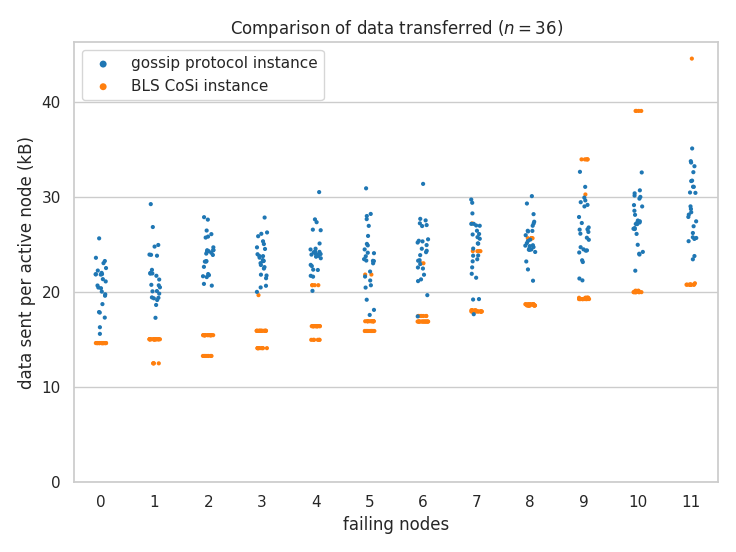 Comparison of data transferred (n = 36)
gossip protocol instance
BLS CoSi instance
data sent per active node (kB)
40
30
20
10
0
0 1 2 3 4 5 6 7 8 9 10 11
failing nodes